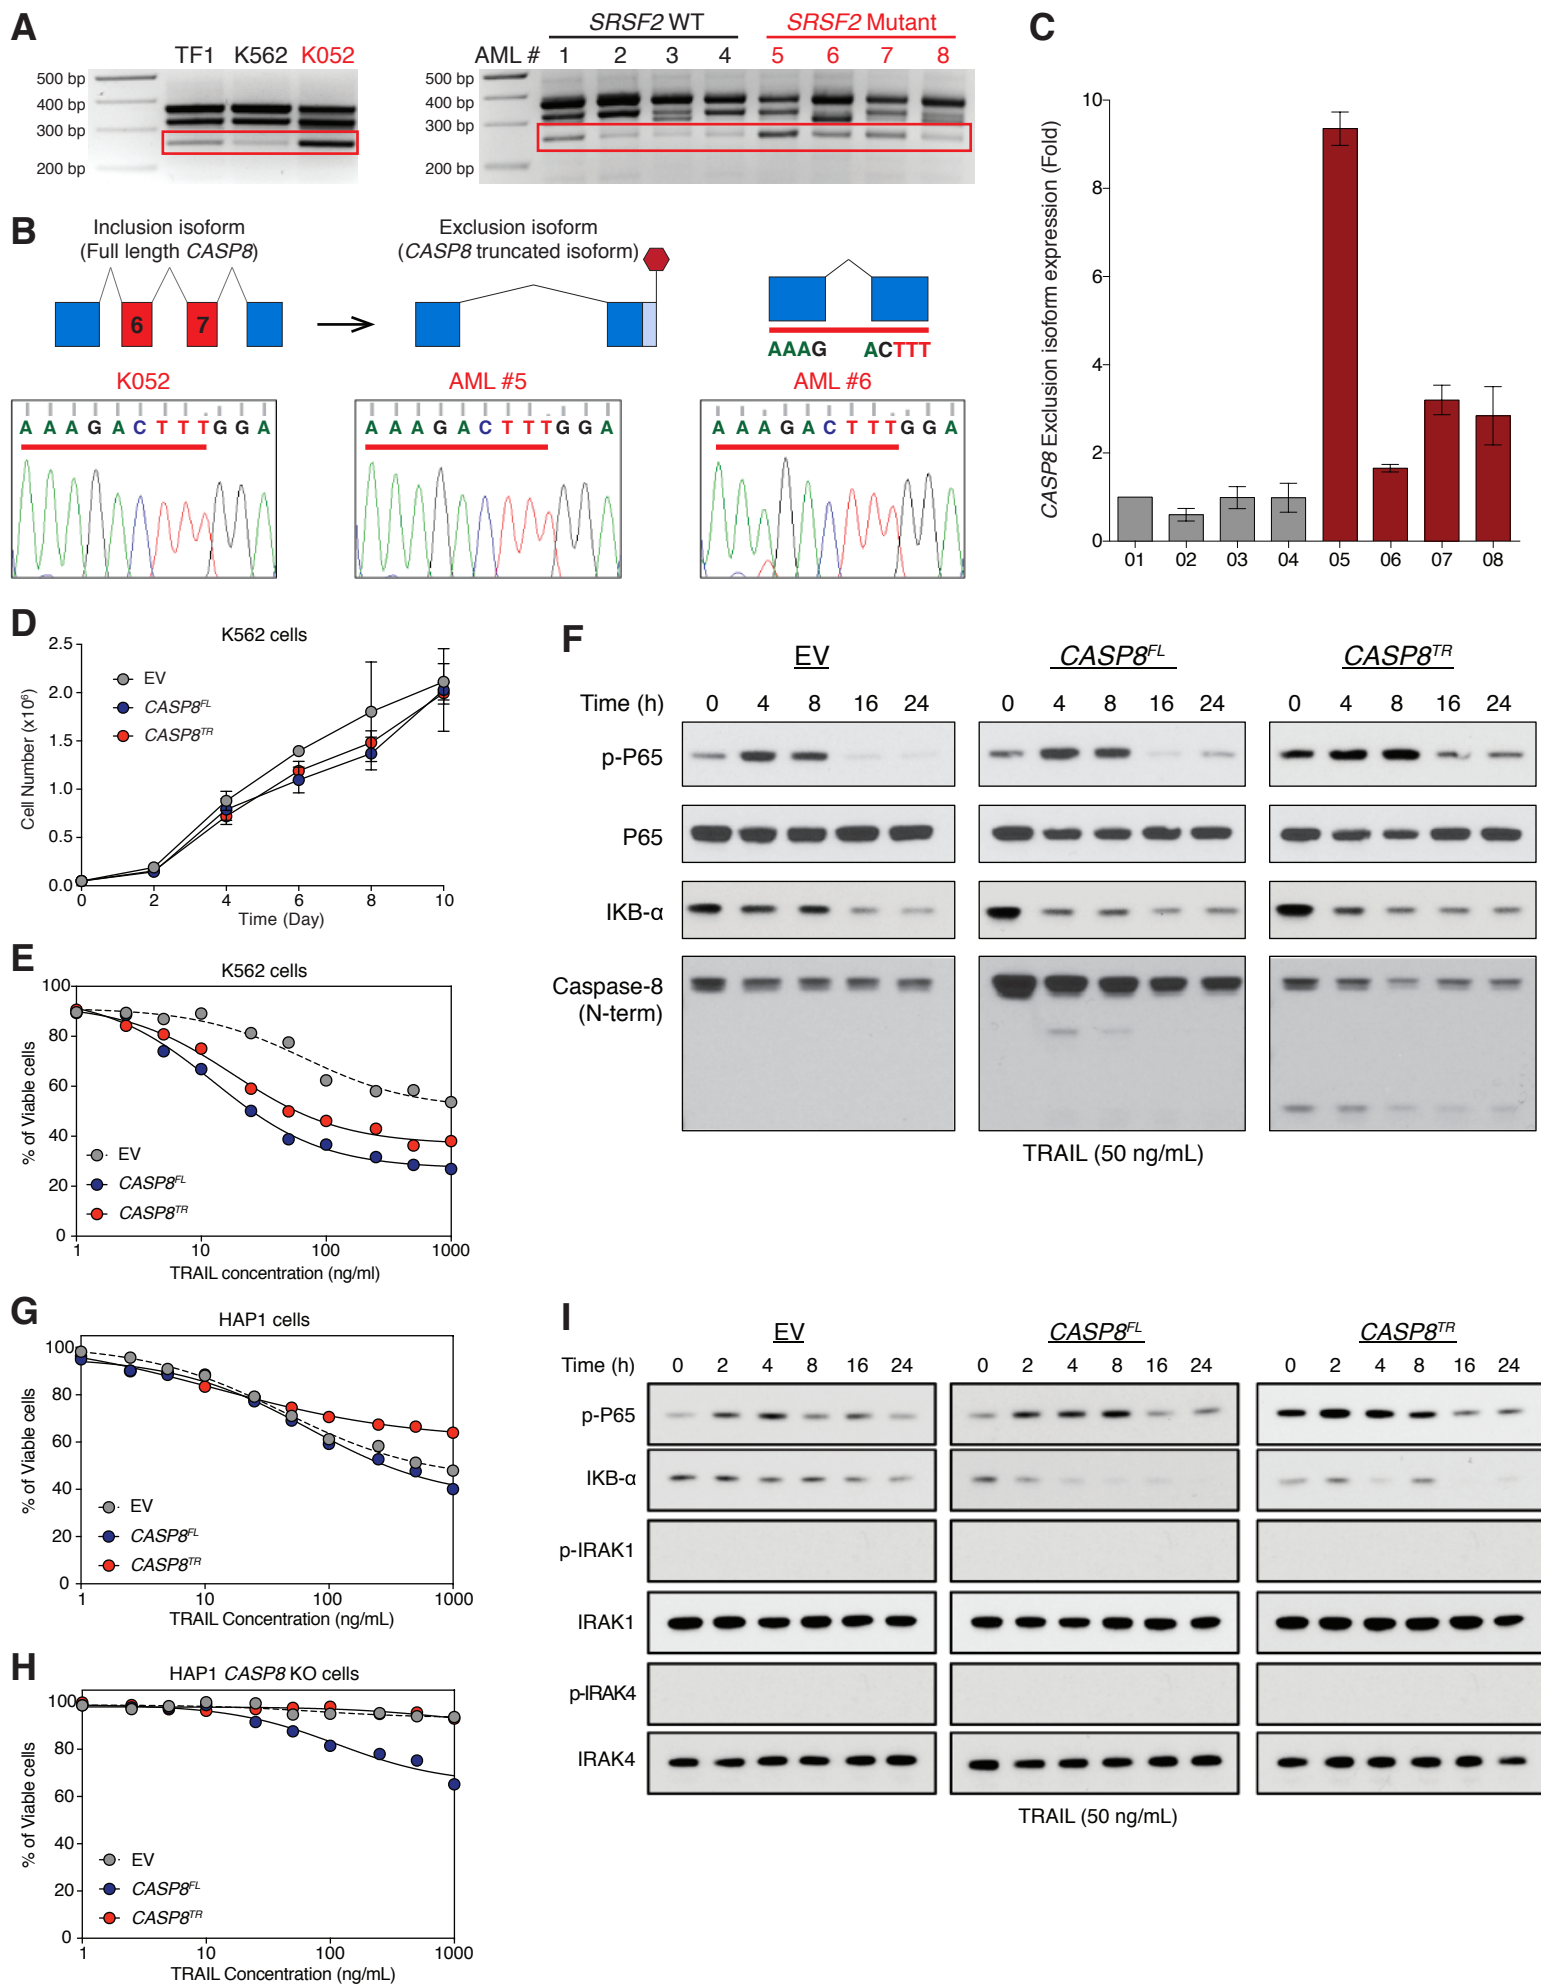 A
TF1 K562 K052
500 bp
400 bp
300 bp
200 bp
SRSF2 WT SRSF2 Mutant
AML # 1 2 3 4 5 6 7 8
500 bp
400 bp
300 bp
200 bp
B
Inclusion isoform
(Full length CASP8)
6 7
Exclusion isoform
(CASP8 truncated isoform)
AAAG ACTTT
K052
A A A G A C T T T G G A
AML #5
A A A G A C T T T G G A
AML #6
A A A G A C T T T G G A
C
CASP8 Exclusion isoform expression (Fold)
10
8
6
4
2
0
01 02 03 04 05 06 07 08
D
K562 cells
Cell Number (x10⁶)
2.5
2.0
1.5
1.0
0.5
0.0
EV
CASP8FL
CASP8TR
0 2 4 6 8 10
Time (Day)
E
K562 cells
% of Viable cells
100
80
60
40
20
0
EV
CASP8FL
CASP8TR
1 10 100 1000
TRAIL concentration (ng/ml)
F
EV CASP8FL CASP8TR
Time (h) 0 4 8 16 24 0 4 8 16 24 0 4 8 16 24
p-P65
P65
IKB-α
Caspase-8
(N-term)
TRAIL (50 ng/mL)
G
HAP1 cells
% of Viable cells
100
80
60
40
20
0
EV
CASP8FL
CASP8TR
1 10 100 1000
TRAIL Concentration (ng/mL)
H
HAP1 CASP8 KO cells
% of Viable cells
100
80
60
40
20
0
EV
CASP8FL
CASP8TR
1 10 100 1000
TRAIL Concentration (ng/mL)
I
EV CASP8FL CASP8TR
Time (h) 0 2 4 8 16 24 0 2 4 8 16 24 0 2 4 8 16 24
p-P65
IKB-α
p-IRAK1
IRAK1
p-IRAK4
IRAK4
TRAIL (50 ng/mL)